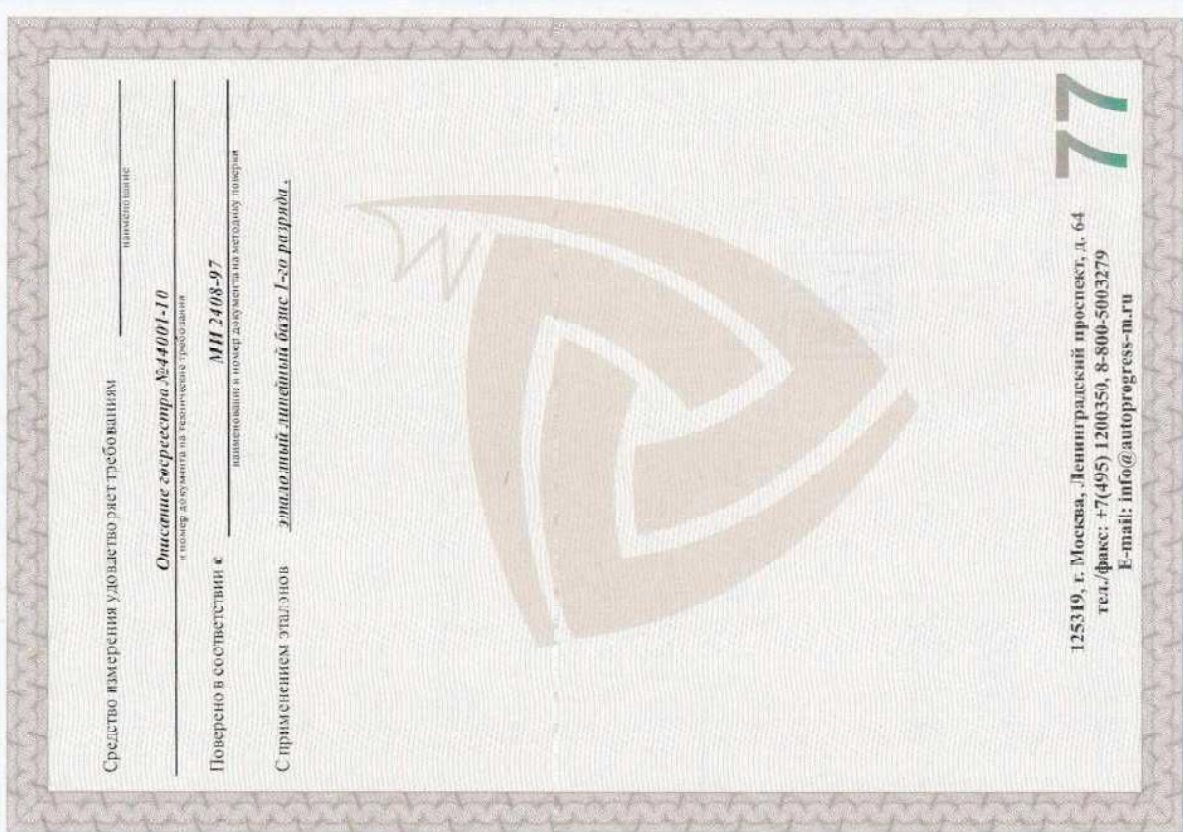 Средство измерения удовлетворяет требованиям
наименование
Описание госреестра №44001-10
и номер документа на технические требования
Поверено в соответствии с МИ 2408-97
наименование и номер документа на методику поверки
С применением эталонов эталонный линейный базис 1-го разряда .
77
125319, г. Москва, Ленинградский проспект, д. 64
тел./факс: +7(495) 1200350, 8-800-5003279
E-mail: info@autoprogress-m.ru